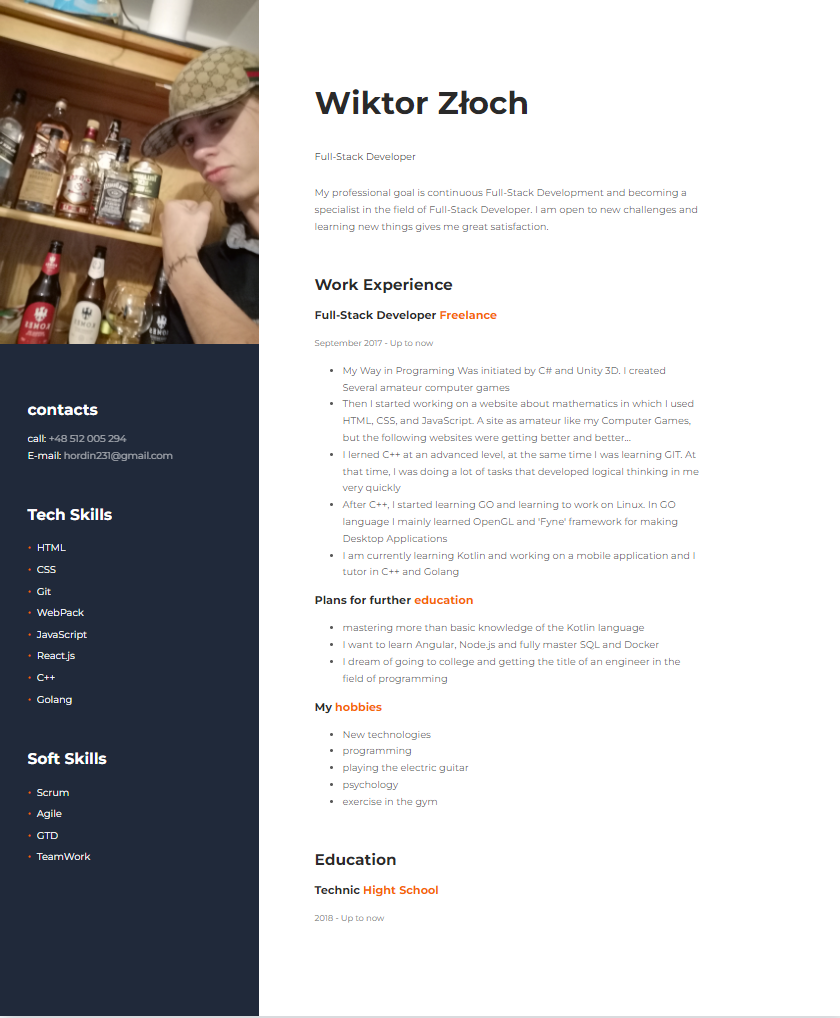 Wiktor Złoch
Full-Stack Developer
My professional goal is continuous Full-Stack Development and becoming a
specialist in the field of Full-Stack Developer. I am open to new challenges and
learning new things gives me great satisfaction.
Work Experience
Full-Stack Developer Freelance
September 2017 - Up to now
• My Way in Programing Was initiated by C# and Unity 3D. I created
Several amateur computer games
• Then I started working on a website about mathematics in which I used
HTML, CSS, and JavaScript. A site as amateur like my Computer Games,
but the following websites were getting better and better...
• I lerned C++ at an advanced level, at the same time I was learning GIT. At
that time, I was doing a lot of tasks that developed logical thinking in me
very quickly
• After C++, I started learning GO and learning to work on Linux. In GO
language I mainly learned OpenGL and 'Fyne' framework for making
Desktop Applications
• I am currently learning Kotlin and working on a mobile application and I
tutor in C++ and Golang
Plans for further education
• mastering more than basic knowledge of the Kotlin language
• I want to learn Angular, Node.js and fully master SQL and Docker
• I dream of going to college and getting the title of an engineer in the
field of programming
My hobbies
• New technologies
• programming
• playing the electric guitar
• psychology
• exercise in the gym
Education
Technic Hight School
2018 - Up to now
contacts
call: +48 512 005 294
E-mail: hordin231@gmail.com
Tech Skills
• HTML
• CSS
• Git
• WebPack
• JavaScript
• React.js
• C++
• Golang
Soft Skills
• Scrum
• Agile
• GTD
• TeamWork